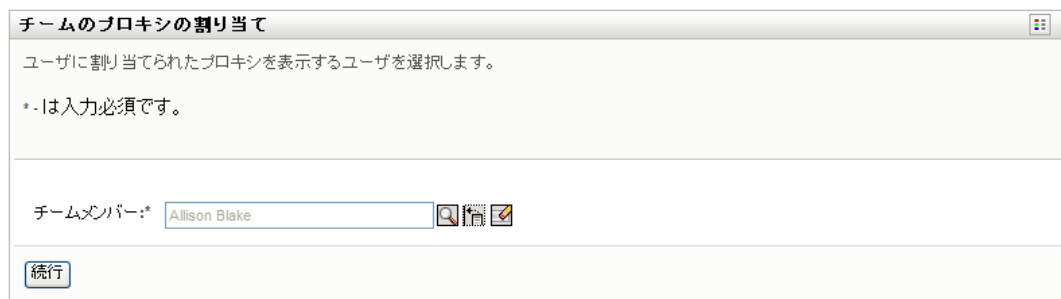 チームのプロキシの割り当て
ユーザに割り当てられたプロキシを表示するユーザを選択します。
* - は入力必須です。
チームメンバー:* Allison Blake
続行